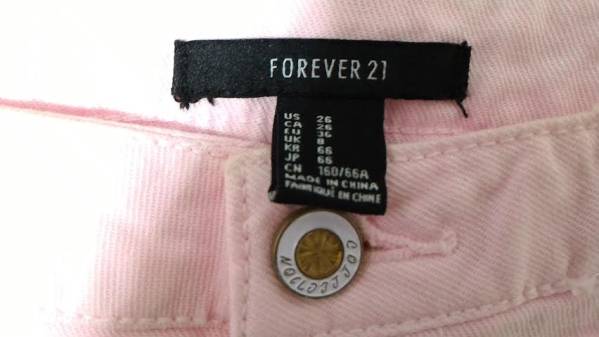 FOREVER 21
US 26
CA 26
EU 36
UK 8
KR 66
JP 66
CN 160/66A
MADE IN CHINA
FABRIQUÉ EN CHINE
COLLECTION